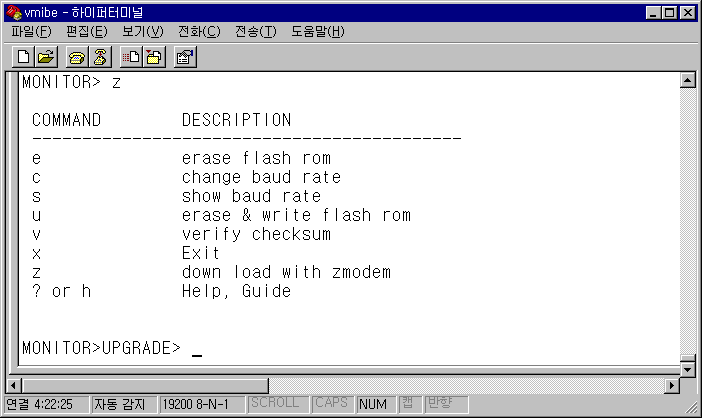 vmibe - 하이퍼터미널
파일(F) 편집(E) 보기(V) 전화(C) 전송(T) 도움말(H)
MONITOR> z
COMMAND DESCRIPTION
-------------------------------------------
e erase flash rom
c change baud rate
s show baud rate
u erase & write flash rom
v verify checksum
x Exit
z down load with zmodem
? or h Help, Guide
MONITOR>UPGRADE> _
연결 4:22:25 자동 감지 19200 8-N-1 SCROLL CAPS NUM 캡 반향